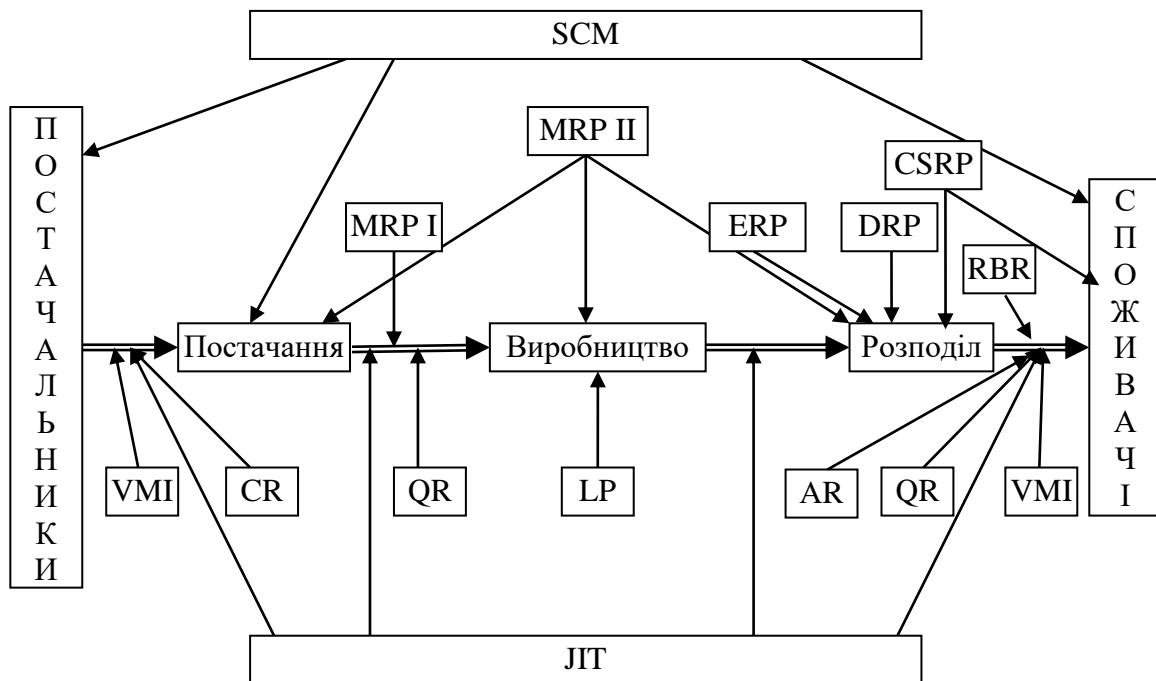 SCM
ПОСТАЧАЛЬНИКИ
MRP II
CSRP
СПОЖИВАЧІ
MRP I
ERP
DRP
RBR
Постачання
Виробництво
Розподіл
VMI
CR
QR
LP
AR
QR
VMI
JIT